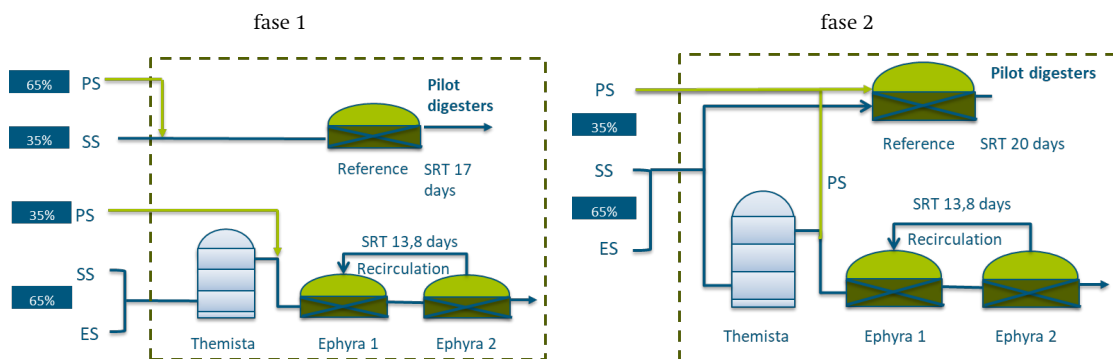 fase 1
65%
PS
Pilot
digesters
35%
SS
Reference
SRT 17
days
35%
PS
SRT 13,8 days
Recirculation
SS
65%
ES
Themista
Ephyra 1
Ephyra 2
fase 2
PS
Pilot digesters
35%
Reference
SRT 20 days
SS
PS
65%
SRT 13,8 days
Recirculation
ES
Themista
Ephyra 1
Ephyra 2